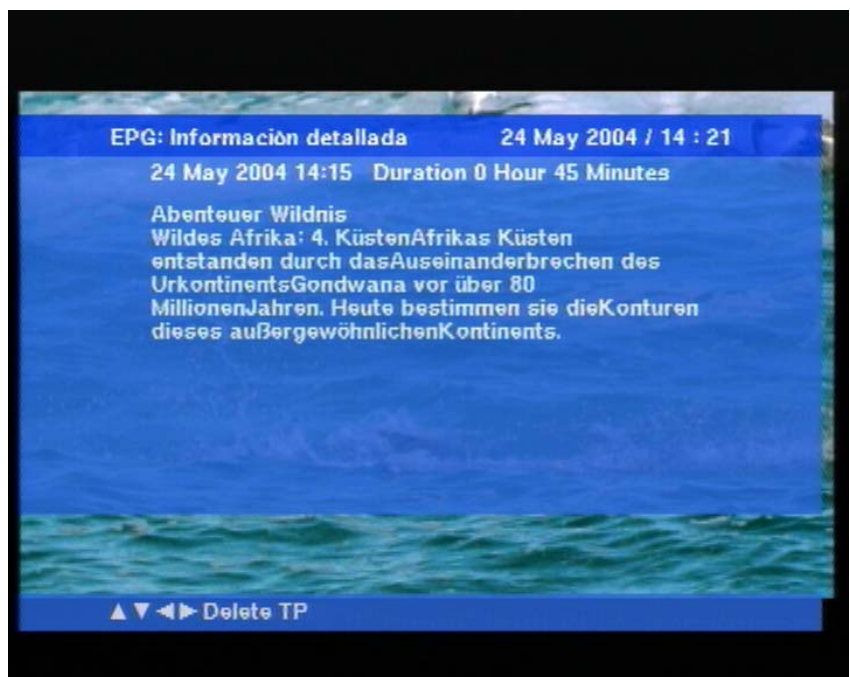 EPG: Información detallada 24 May 2004 / 14 : 21
24 May 2004 14:15 Duration 0 Hour 45 Minutes
Abenteuer Wildnis
Wildes Afrika: 4. KüstenAfrikas Küsten
entstanden durch dasAuseinanderbrechen des
UrkontinentsGondwana vor über 80
MillionenJahren. Heute bestimmen sie dieKonturen
dieses außergewöhnlichenKontinents.
▲▼◀▶ Delete TP